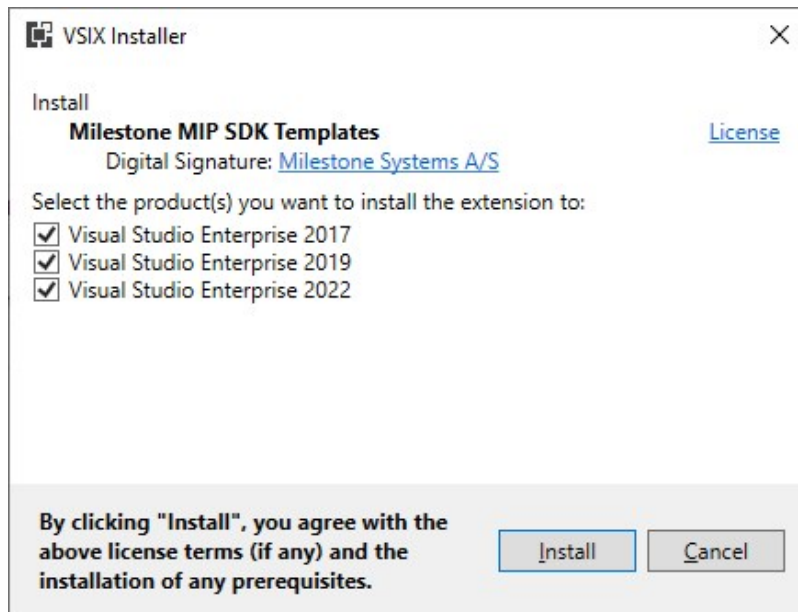 VSIX Installer
Install
Milestone MIP SDK Templates
License
Digital Signature: Milestone Systems A/S
Select the product(s) you want to install the extension to:
Visual Studio Enterprise 2017
Visual Studio Enterprise 2019
Visual Studio Enterprise 2022
By clicking "Install", you agree with the
above license terms (if any) and the
installation of any prerequisites.
Install
Cancel